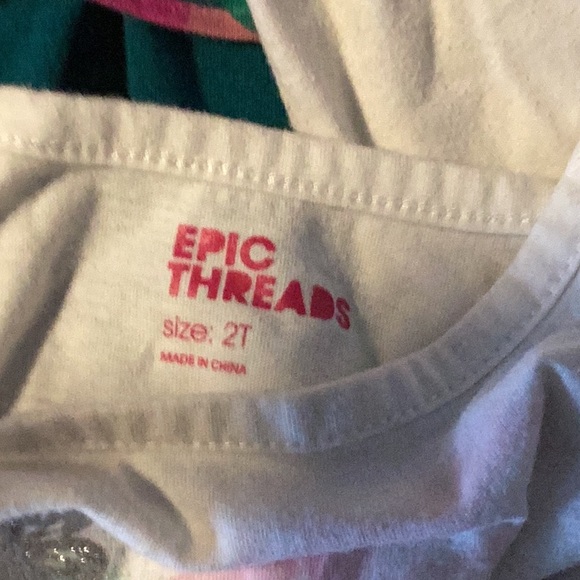 EPIC
THREADS
size: 2T
MADE IN CHINA